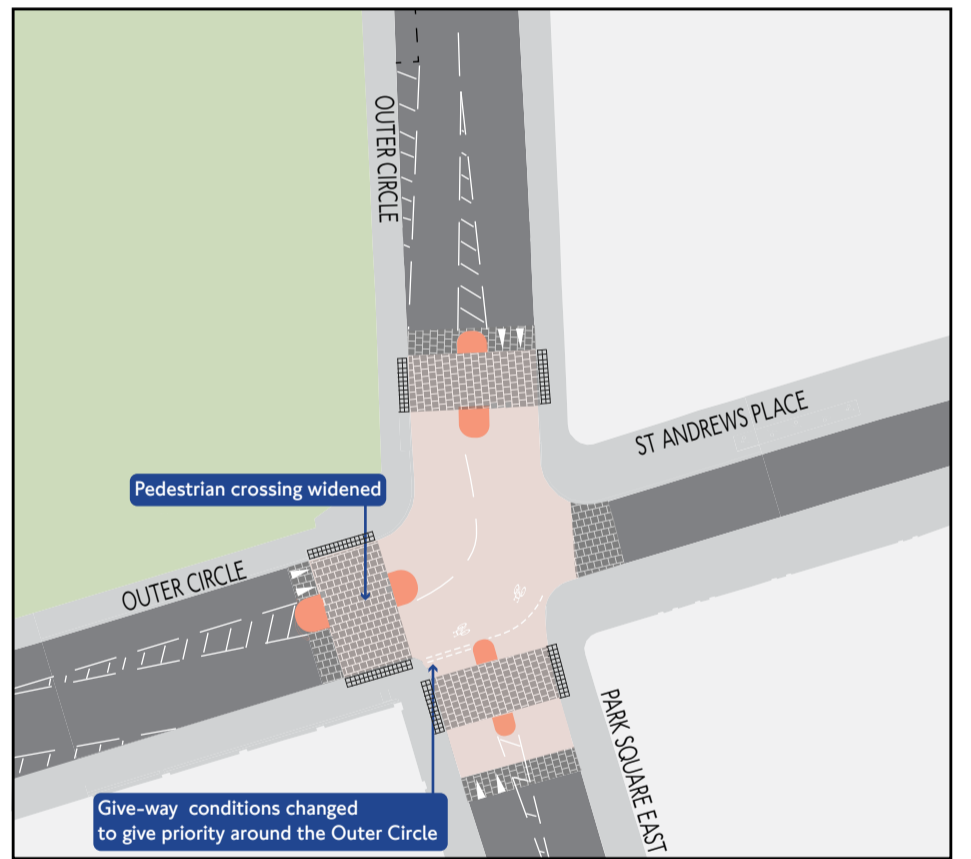 OUTER CIRCLE
ST ANDREWS PLACE
Pedestrian crossing widened
OUTER CIRCLE
PARK SQUARE EAST
Give-way conditions changed
to give priority around the Outer Circle